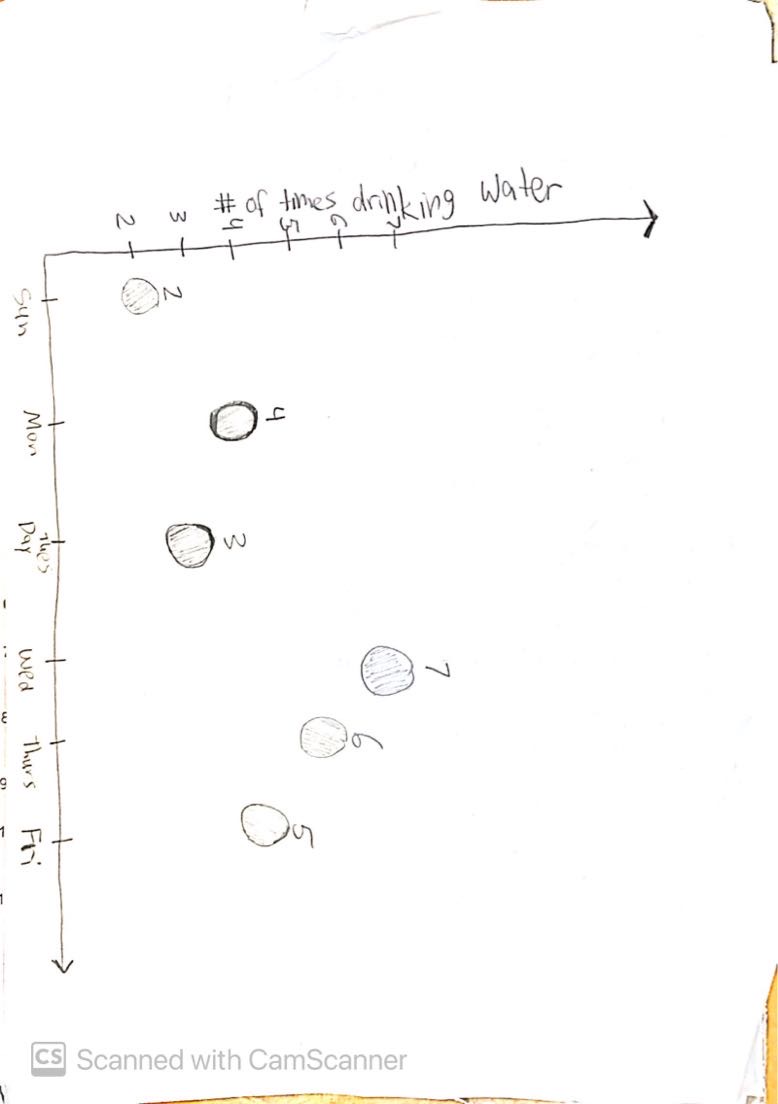 # of times drinking water
2
3
4
5
6
7
Sun
2
Mon
4
Tues
Day
3
Wed
7
Thurs
6
Fri
5
CS Scanned with CamScanner